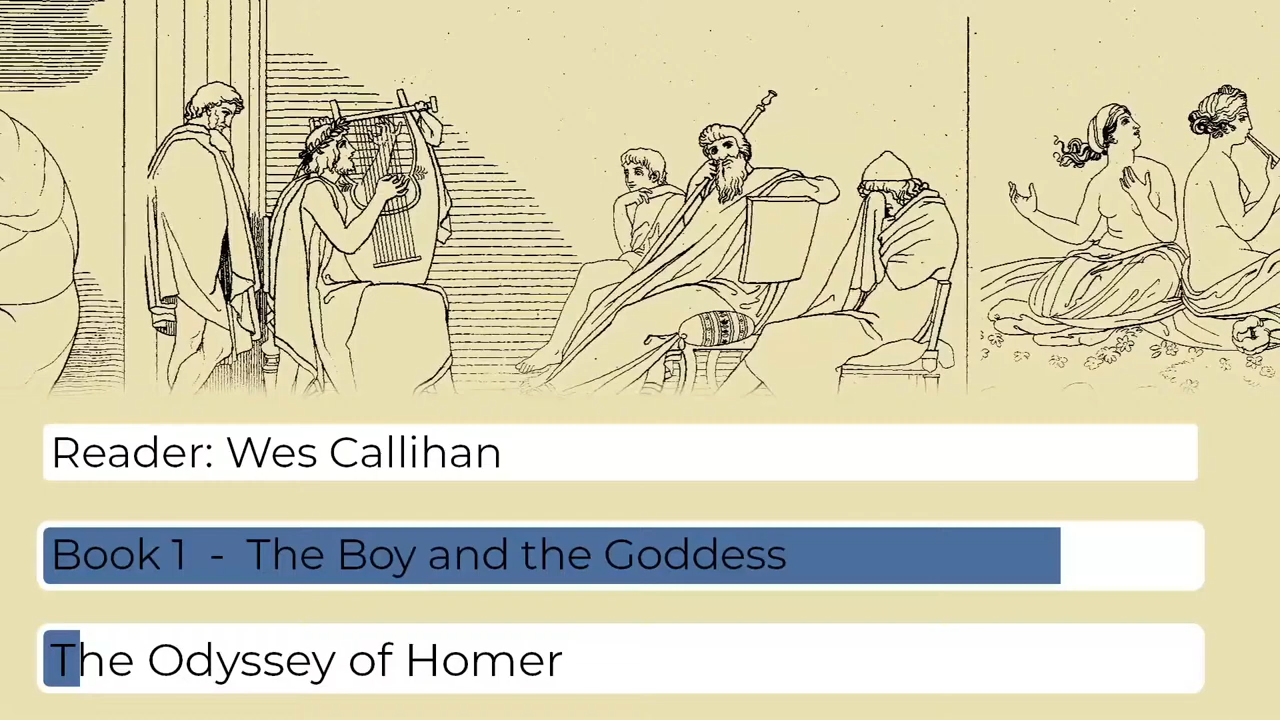 Reader: Wes Callihan
Book 1 - The Boy and the Goddess
The Odyssey of Homer